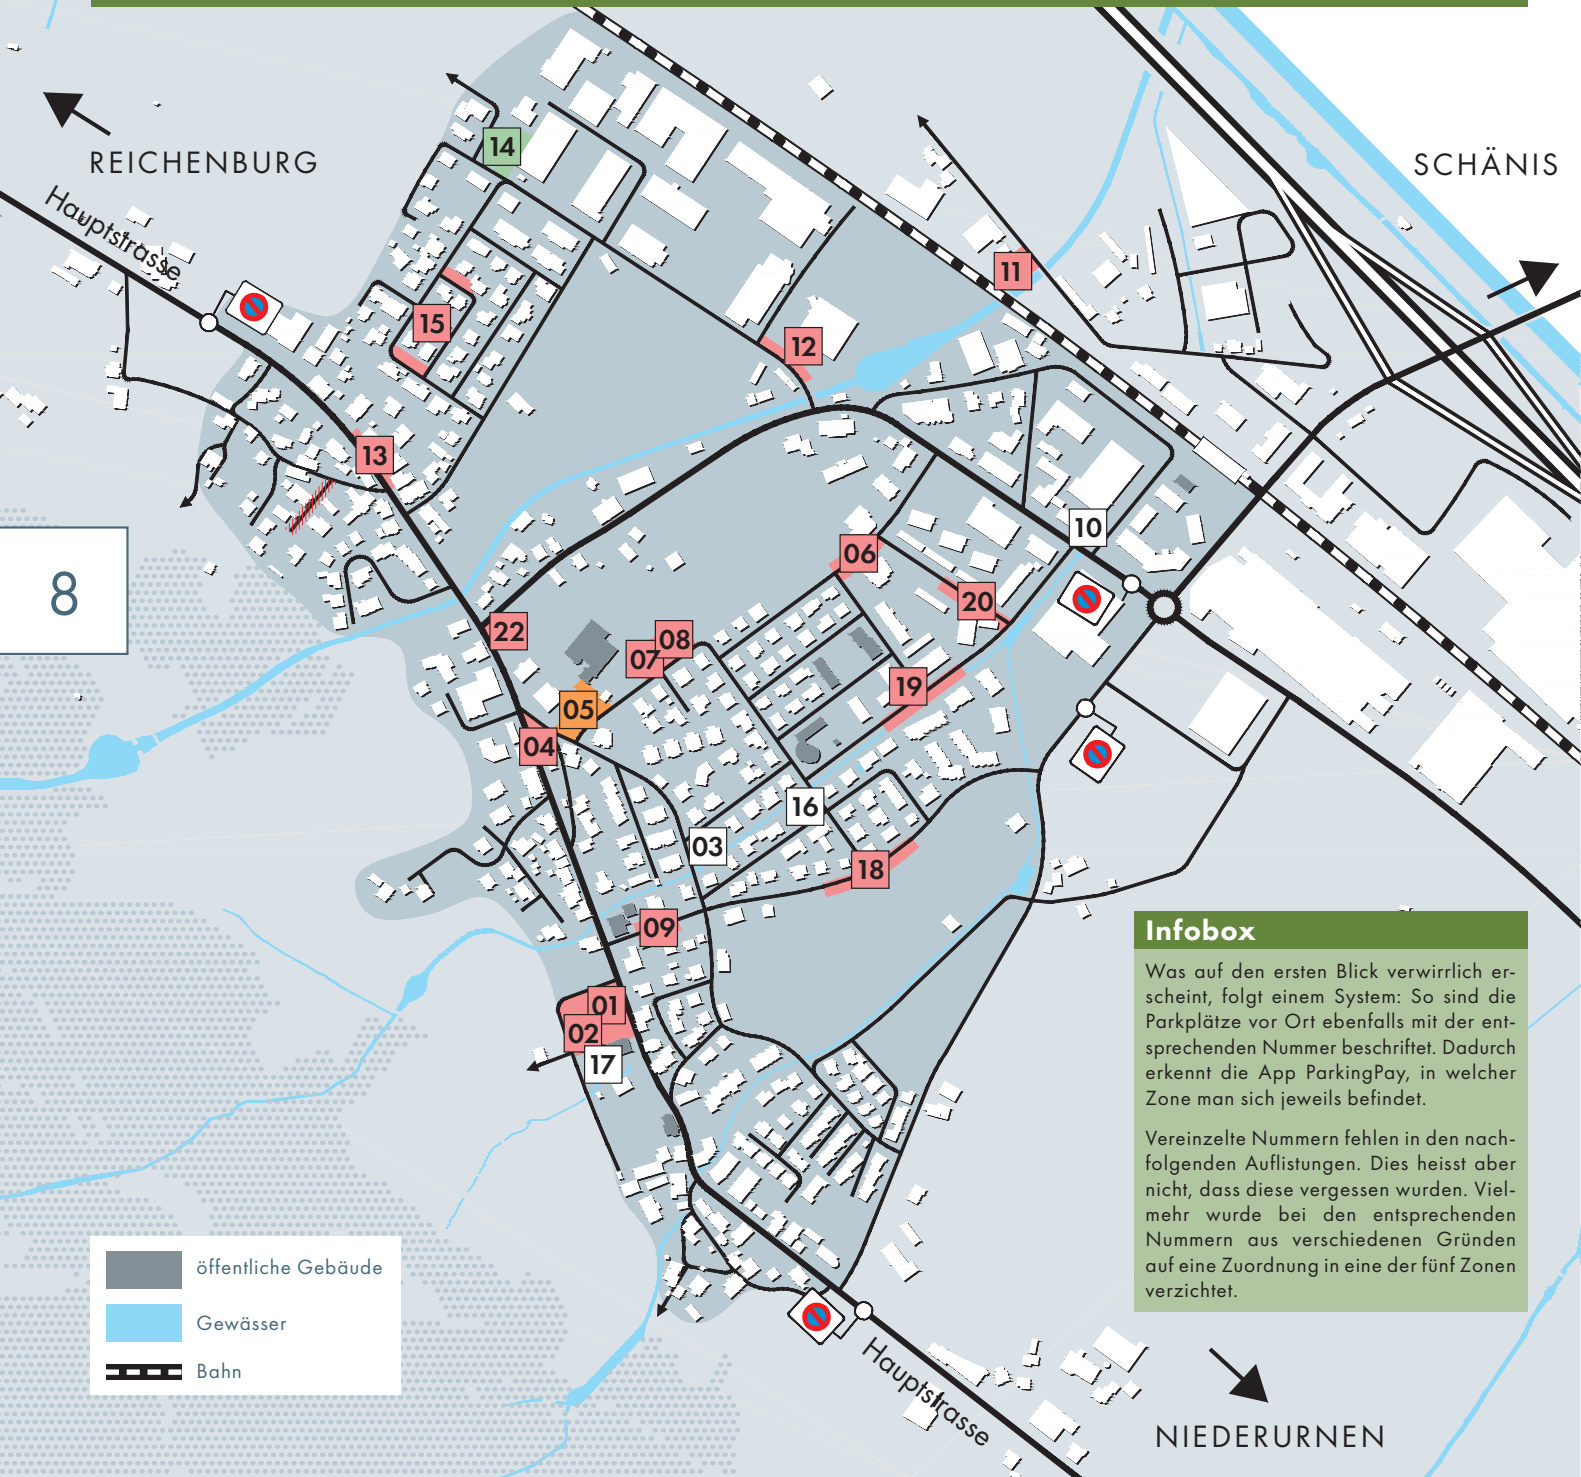 REICHENBURG
SCHÄNIS
Hauptstrasse
14
11
15
12
13
10
06
20
8
22
08
07
19
05
04
16
03
18
09
01
02
17
Infobox
Was auf den ersten Blick verwirrlich er-
scheint, folgt einem System: So sind die
Parkplätze vor Ort ebenfalls mit der ent-
sprechenden Nummer beschriftet. Dadurch
erkennt die App ParkingPay, in welcher
Zone man sich jeweils befindet.
Vereinzelte Nummern fehlen in den nach-
folgenden Auflistungen. Dies heisst aber
nicht, dass diese vergessen wurden. Viel-
mehr wurde bei den entsprechenden
Nummern aus verschiedenen Gründen
auf eine Zuordnung in eine der fünf Zonen
verzichtet.
öffentliche Gebäude
Gewässer
Bahn
Hauptstrasse
NIEDERURNEN